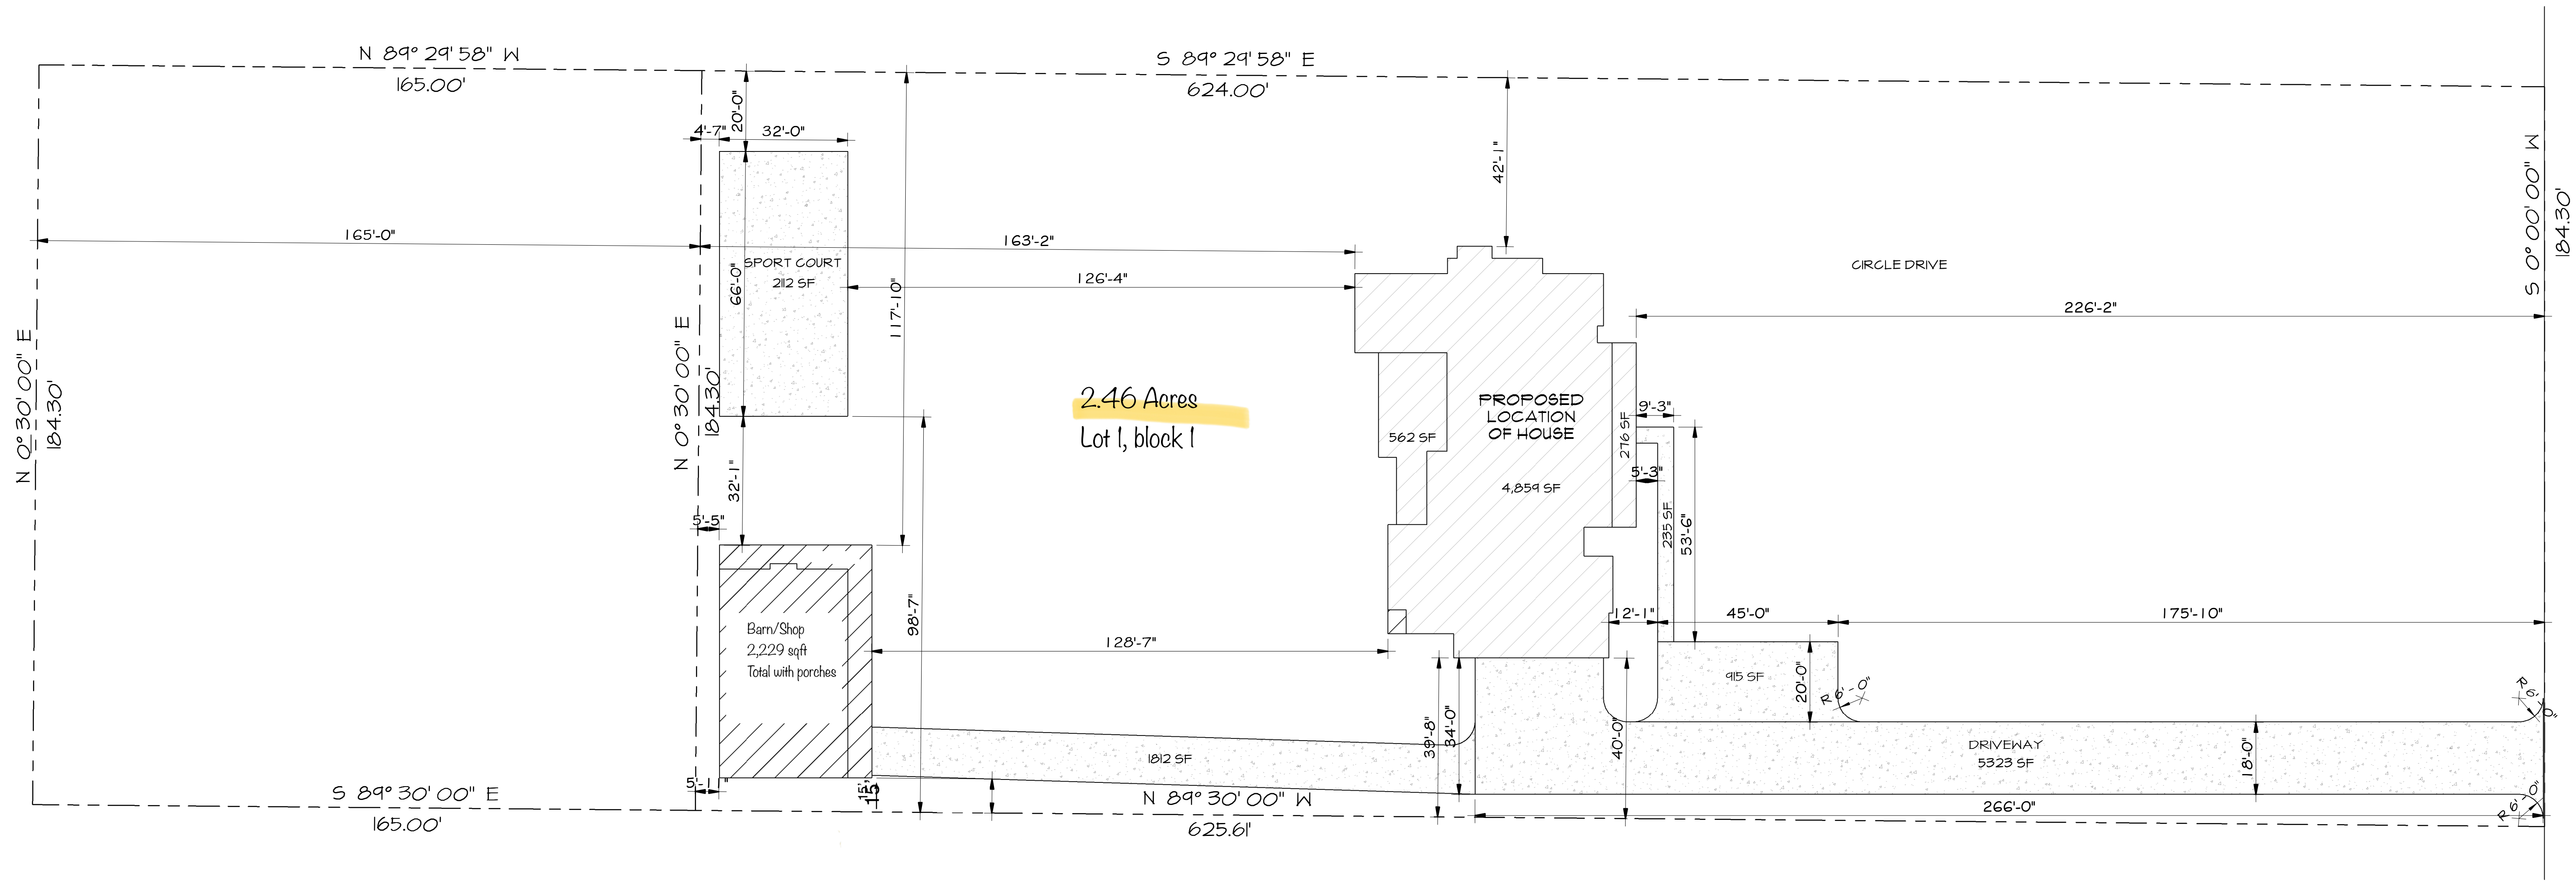 N 89° 29' 58" W
165.00'
S 89° 29' 58" E
624.00'
S 0° 00' 00" W
184.30'
4'-7"
20'-0"
32'-0"
42'-1"
165'-0"
163'-2"
SPORT COURT
2112 SF
66'-0"
126'-4"
117'-10"
CIRCLE DRIVE
226'-2"
N 0° 30' 00" E
184.30'
N 0° 30' 00" E
184.30'
2.46 Acres
Lot 1, block 1
PROPOSED
LOCATION
OF HOUSE
4,859 SF
562 SF
276 SF
9'-3"
5'-3"
235 SF
53'-6"
32'-1"
5'-5"
98'-7"
Barn/Shop
2,229 sqft
Total with porches
128'-7"
12'-1"
45'-0"
175'-10"
915 SF
20'-0"
R 6'-0"
R 6'-0"
39'-8"
34'-0"
40'-0"
1812 SF
DRIVEWAY
5323 SF
18'-0"
5'-1"
15'
15'
S 89° 30' 00" E
165.00'
N 89° 30' 00" W
625.61'
266'-0"
R 6'-0"